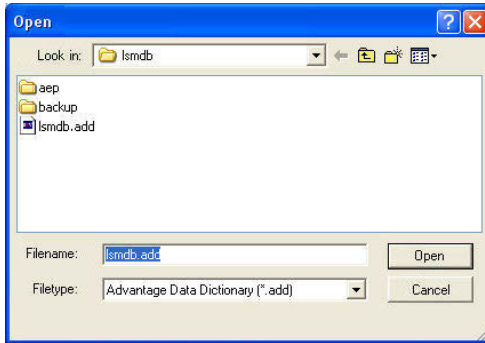 Open
Look in: lsmdb
aep
backup
lsmdb.add
Filename: lsmdb.add Open
Filetype: Advantage Data Dictionary (*.add) Cancel